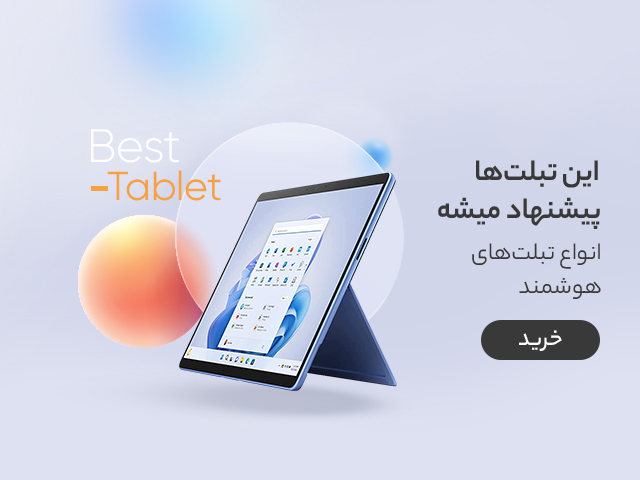 Best
-Tablet
این تبلت‌ها
پیشنهاد میشه
انواع تبلت‌های
هوشمند
خرید